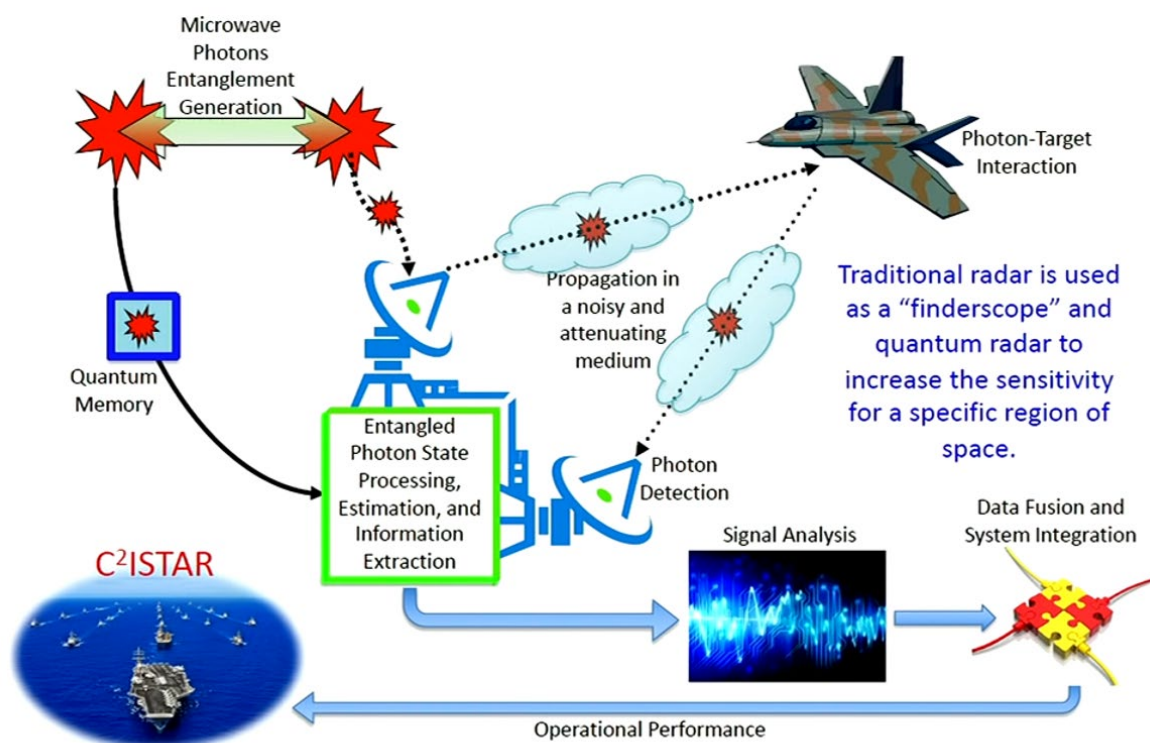 Microwave
Photons
Entanglement
Generation
Photon-Target
Interaction
Propagation in
a noisy and
attenuating
medium
Traditional radar is used
as a “finderscope” and
quantum radar to
increase the sensitivity
for a specific region of
space.
Quantum
Memory
Entangled
Photon State
Processing,
Estimation, and
Information
Extraction
Photon
Detection
Signal Analysis
Data Fusion and
System Integration
C²ISTAR
Operational Performance